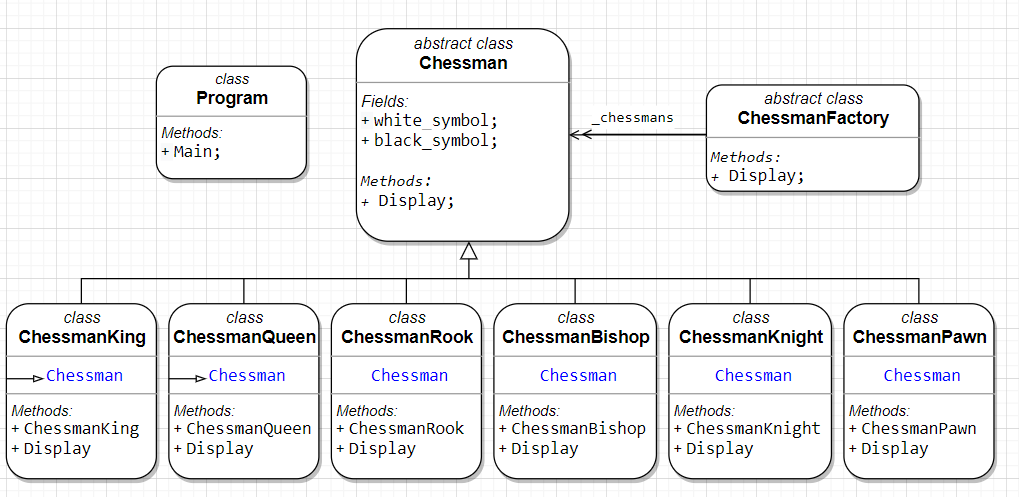 class
Program
Methods:
+ Main;
abstract class
Chessman
Fields:
+ white_symbol;
+ black_symbol;
Methods:
+ Display;
_chessmans
abstract class
ChessmanFactory
Methods:
+ Display;
class
ChessmanKing
Chessman
Methods:
+ ChessmanKing
+ Display
class
ChessmanQueen
Chessman
Methods:
+ ChessmanQueen
+ Display
class
ChessmanRook
Chessman
Methods:
+ ChessmanRook
+ Display
class
ChessmanBishop
Chessman
Methods:
+ ChessmanBishop
+ Display
class
ChessmanKnight
Chessman
Methods:
+ ChessmanKnight
+ Display
class
ChessmanPawn
Chessman
Methods:
+ ChessmanPawn
+ Display